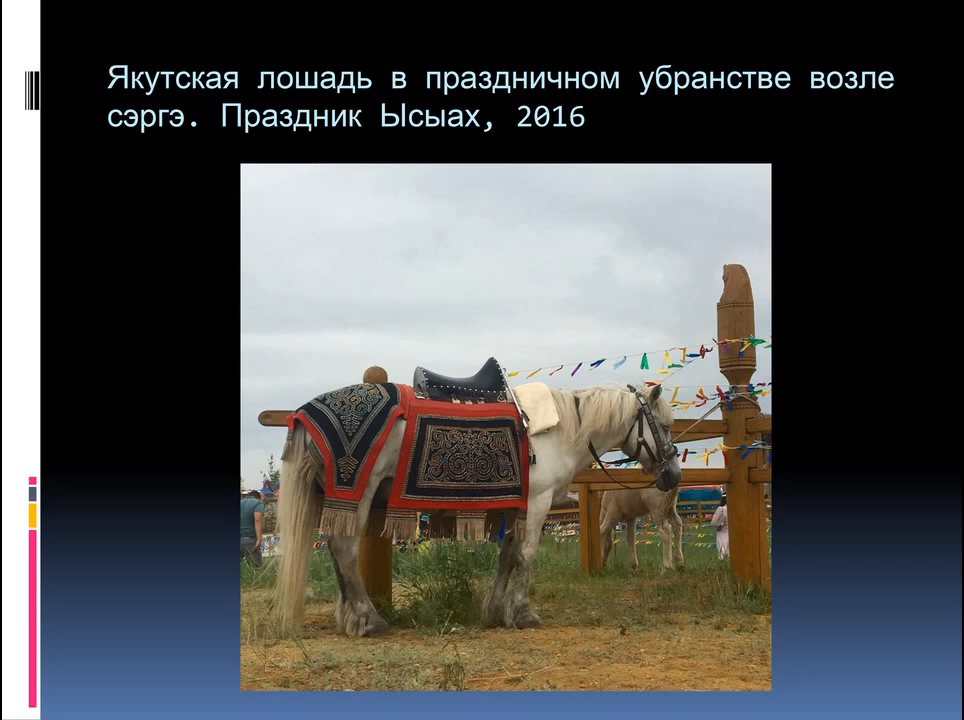 Якутская лошадь в праздничном убранстве возле
сэргэ. Праздник Ысыах, 2016